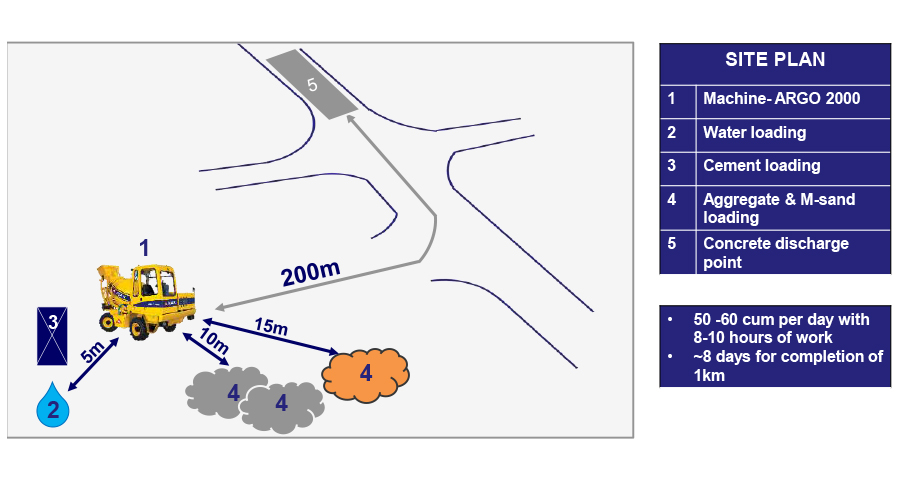 SITE PLAN
1 Machine- ARGO 2000
2 Water loading
3 Cement loading
4 Aggregate & M-sand
loading
5 Concrete discharge
point
• 50 -60 cum per day with
8-10 hours of work
• ~8 days for completion of
1km
5
1
200m
3
5m
10m
15m
4
4
4
2